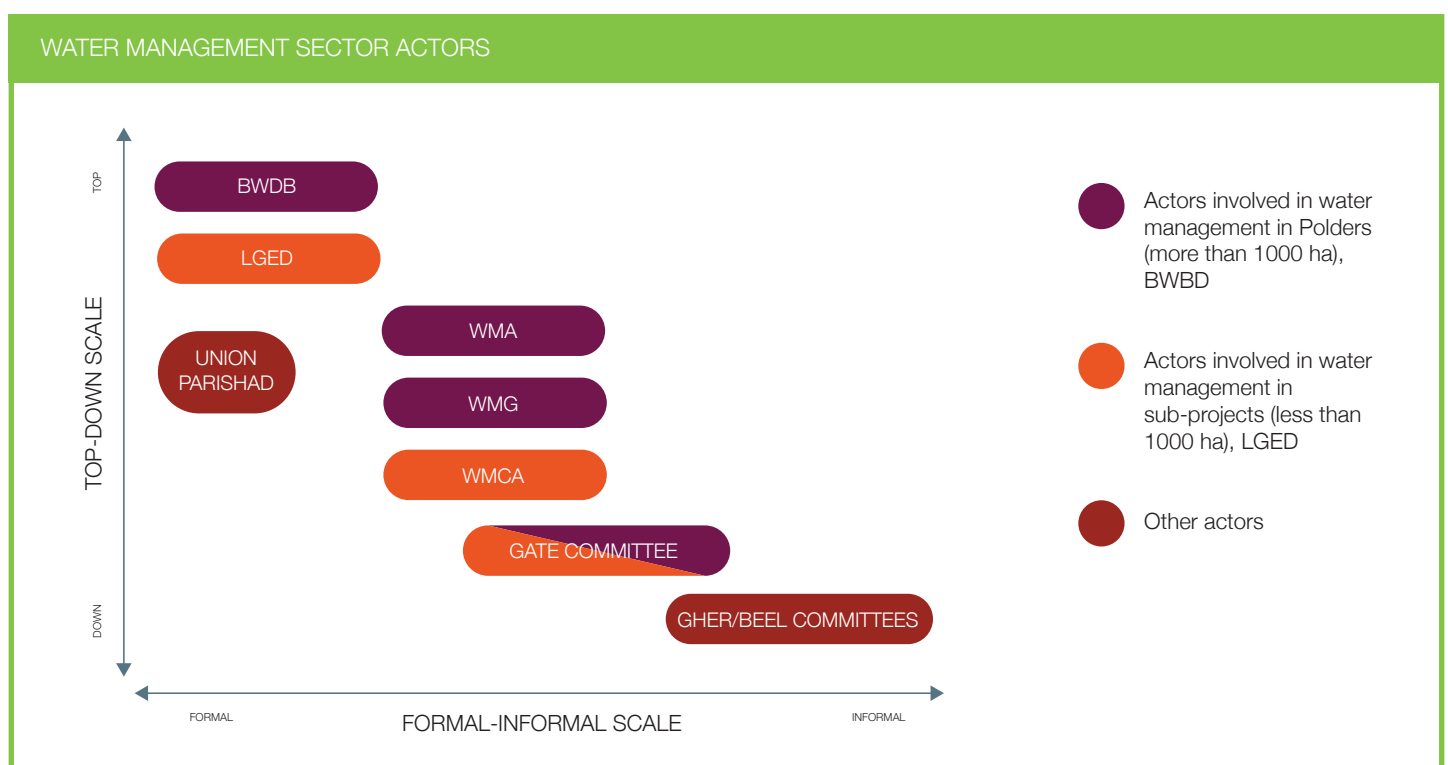 WATER MANAGEMENT SECTOR ACTORS
TOP
TOP-DOWN SCALE
DOWN
BWDB
LGED
UNION
PARISHAD
WMA
WMG
WMCA
GATE COMMITTEE
GHER/BEEL COMMITTEES
FORMAL
FORMAL-INFORMAL SCALE
INFORMAL
Actors involved in water
management in Polders
(more than 1000 ha),
BWBD
Actors involved in water
management in
sub-projects (less than
1000 ha), LGED
Other actors